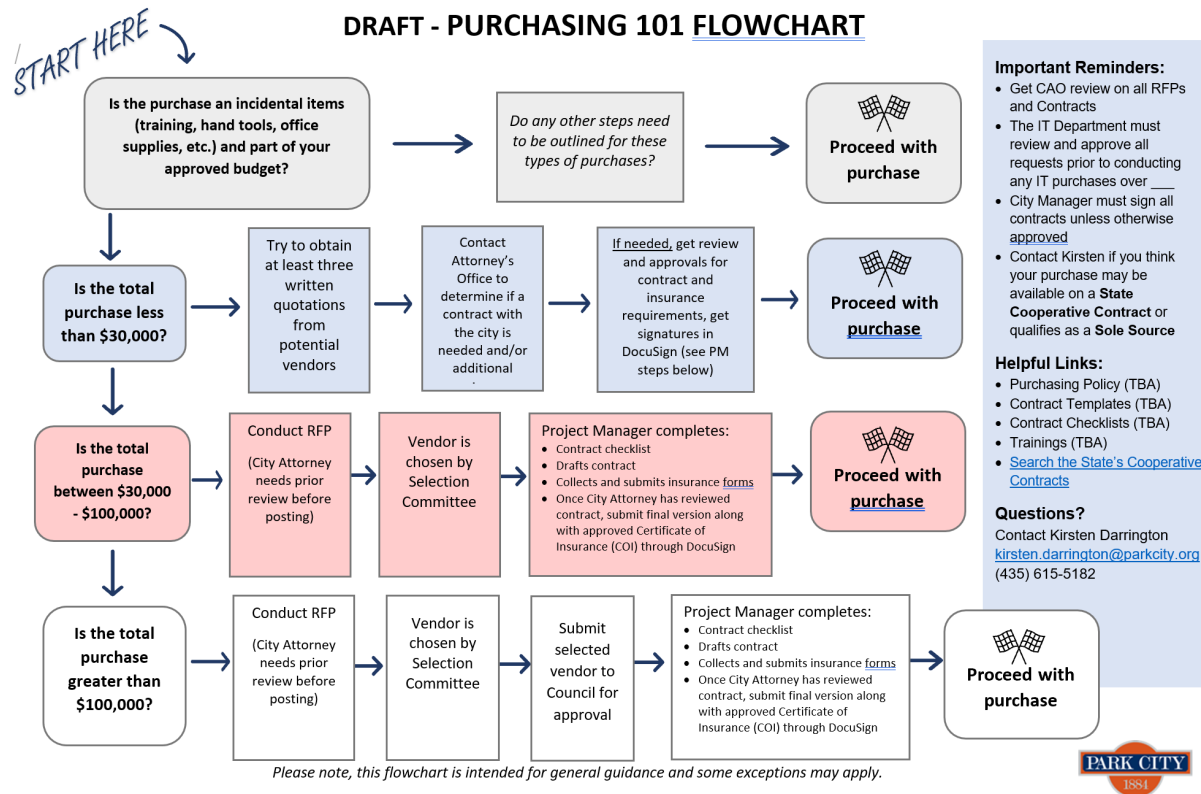 START HERE
DRAFT - PURCHASING 101 FLOWCHART
Is the purchase an incidental items
(training, hand tools, office
supplies, etc.) and part of your
approved budget?
Do any other steps need
to be outlined for these
types of purchases?
Proceed with
purchase
Is the total
purchase less
than $30,000?
Try to obtain
at least three
written
quotations
from
potential
vendors
Contact
Attorney's
Office to
determine if a
contract with
the city is
needed and/or
additional
If needed, get review
and approvals for
contract and
insurance
requirements, get
signatures in
DocuSign (see PM
steps below)
Proceed with
purchase
Is the total
purchase
between $30,000
- $100,000?
Conduct RFP
(City Attorney
needs prior
review before
posting)
Vendor is
chosen by
Selection
Committee
Project Manager completes:
• Contract checklist
• Drafts contract
• Collects and submits insurance forms
• Once City Attorney has reviewed
contract, submit final version along
with approved Certificate of
Insurance (COI) through DocuSign
Proceed with
purchase
Is the total
purchase
greater than
$100,000?
Conduct RFP
(City Attorney
needs prior
review before
posting)
Vendor is
chosen by
Selection
Committee
Submit
selected
vendor to
Council for
approval
Project Manager completes:
• Contract checklist
• Drafts contract
• Collects and submits insurance forms
• Once City Attorney has reviewed
contract, submit final version along
with approved Certificate of
Insurance (COI) through DocuSign
Proceed with
purchase
Important Reminders:
• Get CAO review on all RFPs
and Contracts
• The IT Department must
review and approve all
requests prior to conducting
any IT purchases over ___
• City Manager must sign all
contracts unless otherwise
approved
• Contact Kirsten if you think
your purchase may be
available on a State
Cooperative Contract or
qualifies as a Sole Source
Helpful Links:
• Purchasing Policy (TBA)
• Contract Templates (TBA)
• Contract Checklists (TBA)
• Trainings (TBA)
• Search the State's Cooperative
Contracts
Questions?
Contact Kirsten Darrington
kirsten.darrington@parkcity.org
(435) 615-5182
Please note, this flowchart is intended for general guidance and some exceptions may apply.
PARK CITY
1884